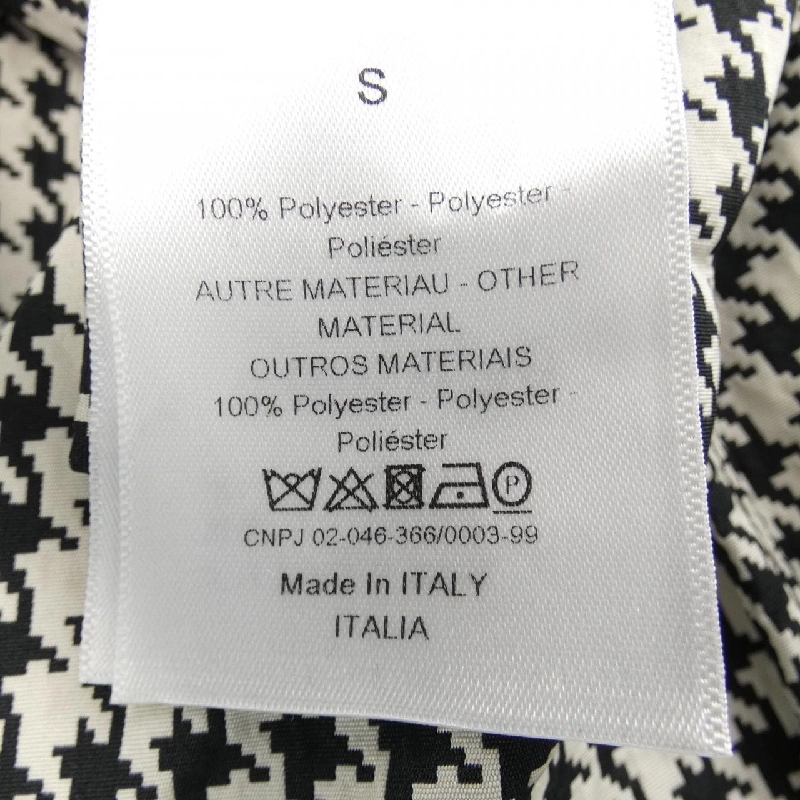 S
100% Polyester - Polyester -
Poliéster
AUTRE MATERIAU - OTHER
MATERIAL
OUTROS MATERIAIS
100% Polyester - Polyester -
Poliéster
P
CNPJ 02-046-366/0003-99
Made In ITALY
ITALIA